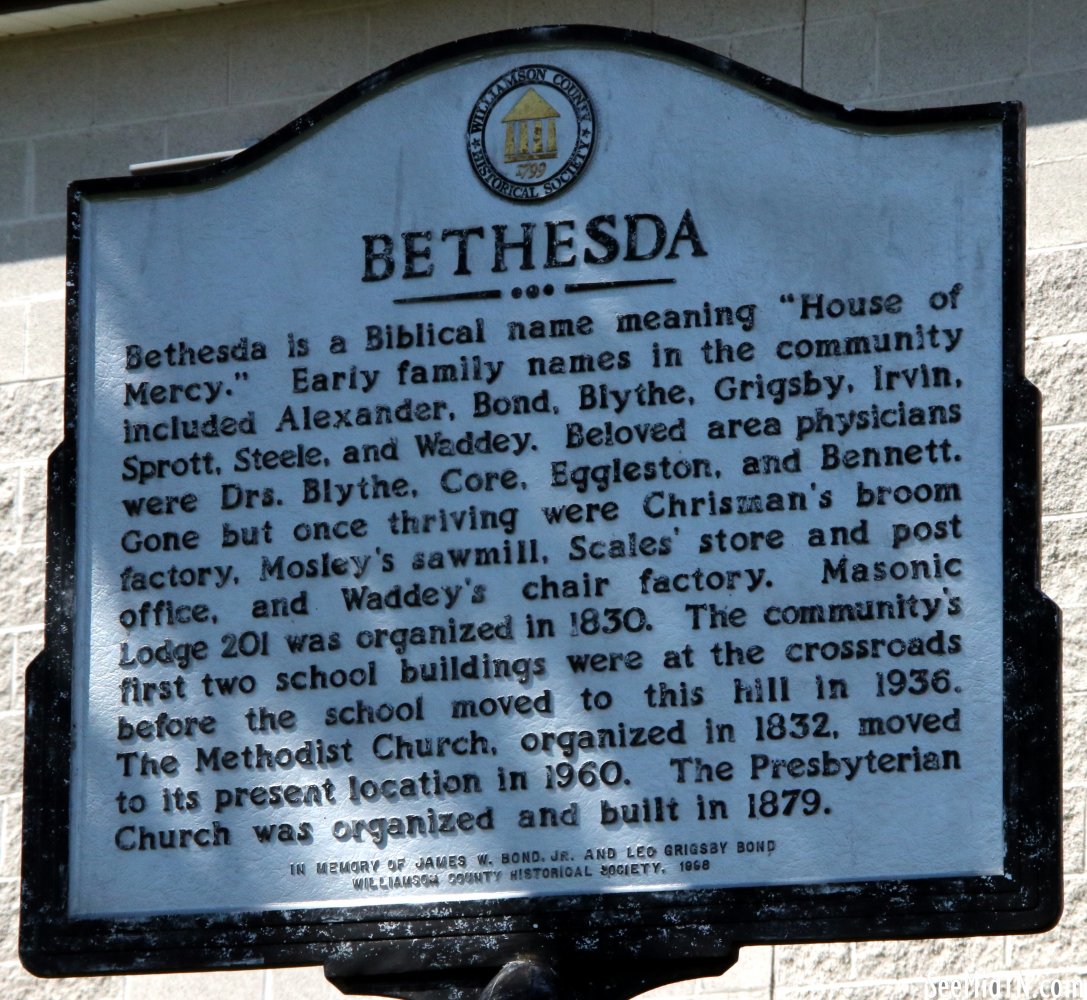 ★ WILLIAMSON COUNTY ★
HISTORICAL SOCIETY
1799
BETHESDA
Bethesda is a Biblical name meaning “House of
Mercy.” Early family names in the community
included Alexander, Bond, Blythe, Grigsby, Irvin,
Sprott, Steele, and Waddey. Beloved area physicians
were Drs. Blythe, Core, Eggleston, and Bennett.
Gone but once thriving were Chrisman's broom
factory, Mosley's sawmill, Scales' store and post
office, and Waddey's chair factory. Masonic
Lodge 201 was organized in 1830. The community's
first two school buildings were at the crossroads
before the school moved to this hill in 1936.
The Methodist Church, organized in 1832, moved
to its present location in 1960. The Presbyterian
Church was organized and built in 1879.
IN MEMORY OF JAMES W. BOND, JR. AND LEO GRIGSBY BOND
WILLIAMSON COUNTY HISTORICAL SOCIETY,
SeeMidTN.com